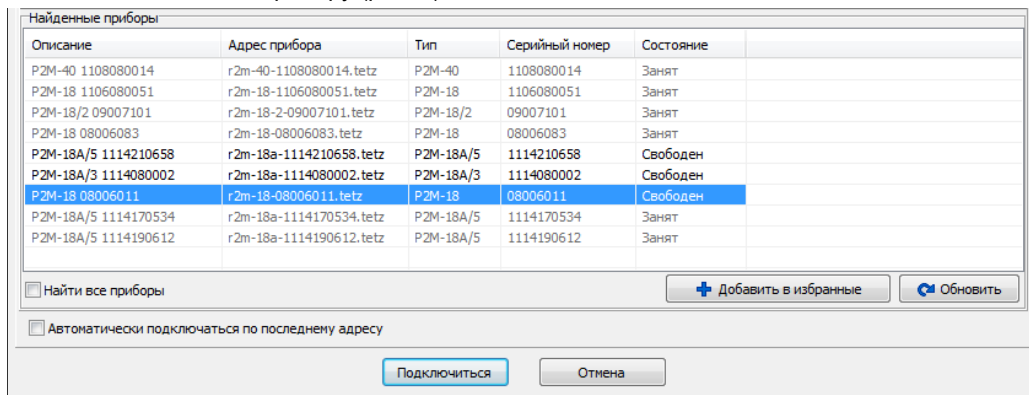 Найденные приборы
Описание Адрес прибора Тип Серийный номер Состояние
Р2М-40 1108080014 r2m-40-1108080014.tetz Р2М-40 1108080014 Занят
Р2М-18 1106080051 r2m-18-1106080051.tetz Р2М-18 1106080051 Занят
Р2М-18/2 09007101 r2m-18-2-09007101.tetz Р2М-18/2 09007101 Занят
Р2М-18 08006083 r2m-18-08006083.tetz Р2М-18 08006083 Занят
Р2М-18А/5 1114210658 r2m-18a-1114210658.tetz Р2М-18А/5 1114210658 Свободен
Р2М-18А/3 1114080002 r2m-18a-1114080002.tetz Р2М-18А/3 1114080002 Свободен
Р2М-18 08006011 r2m-18-08006011.tetz Р2М-18 08006011 Свободен
Р2М-18А/5 1114170534 r2m-18a-1114170534.tetz Р2М-18А/5 1114170534 Занят
Р2М-18А/5 1114190612 r2m-18a-1114190612.tetz Р2М-18А/5 1114190612 Занят
Найти все приборы Добавить в избранные Обновить
Автоматически подключаться по последнему адресу
Подключиться Отмена